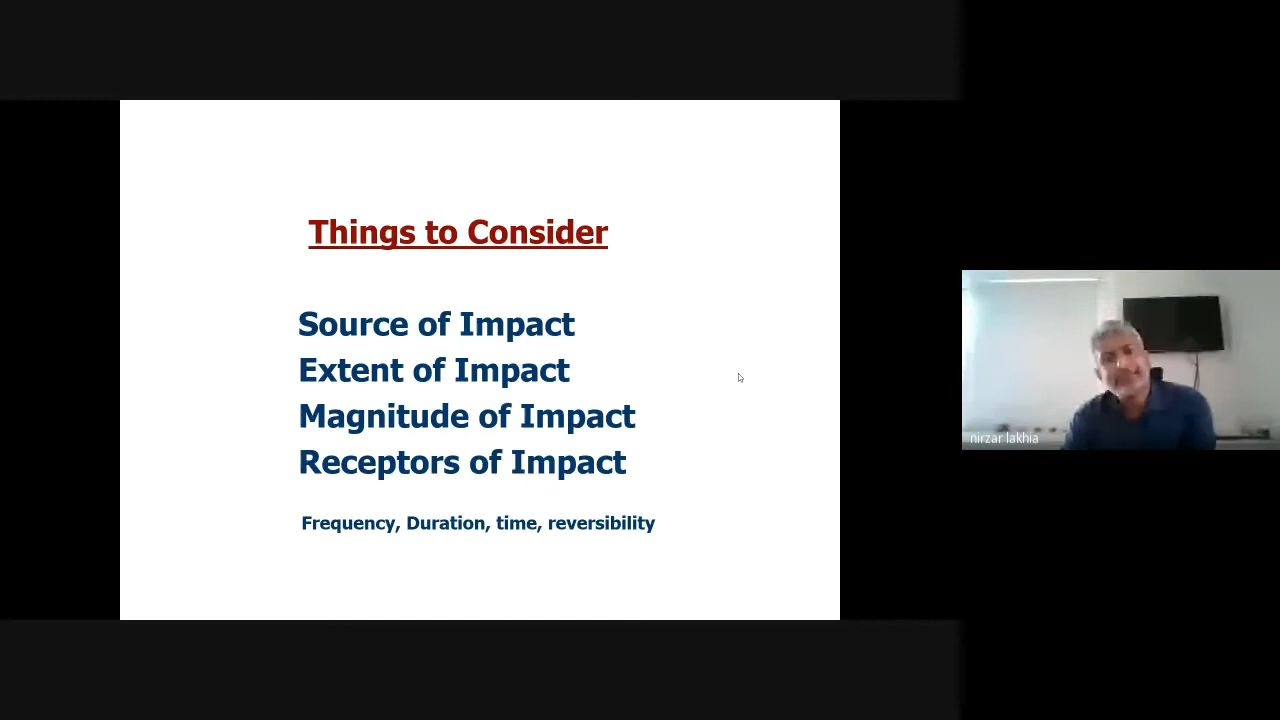 Things to Consider
Source of Impact
Extent of Impact
Magnitude of Impact
Receptors of Impact
Frequency, Duration, time, reversibility
nirzar lakhia